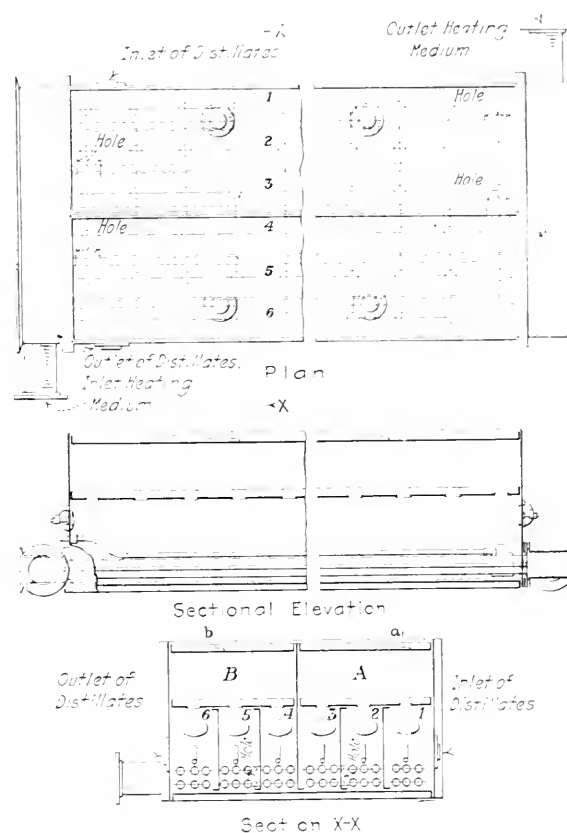 Inlet of Distillates
Outlet Heating
Medium
1
Hole
2
Hole
3
Hole
4
Hole
5
6
Outlet of Distillates,
Inlet Heating
Medium
Plan
X
Sectional Elevation
b
a
B
A
Outlet of
Distillates
Inlet of
Distillates
6
5
4
3
2
1
Hole
Hole
Section X-X